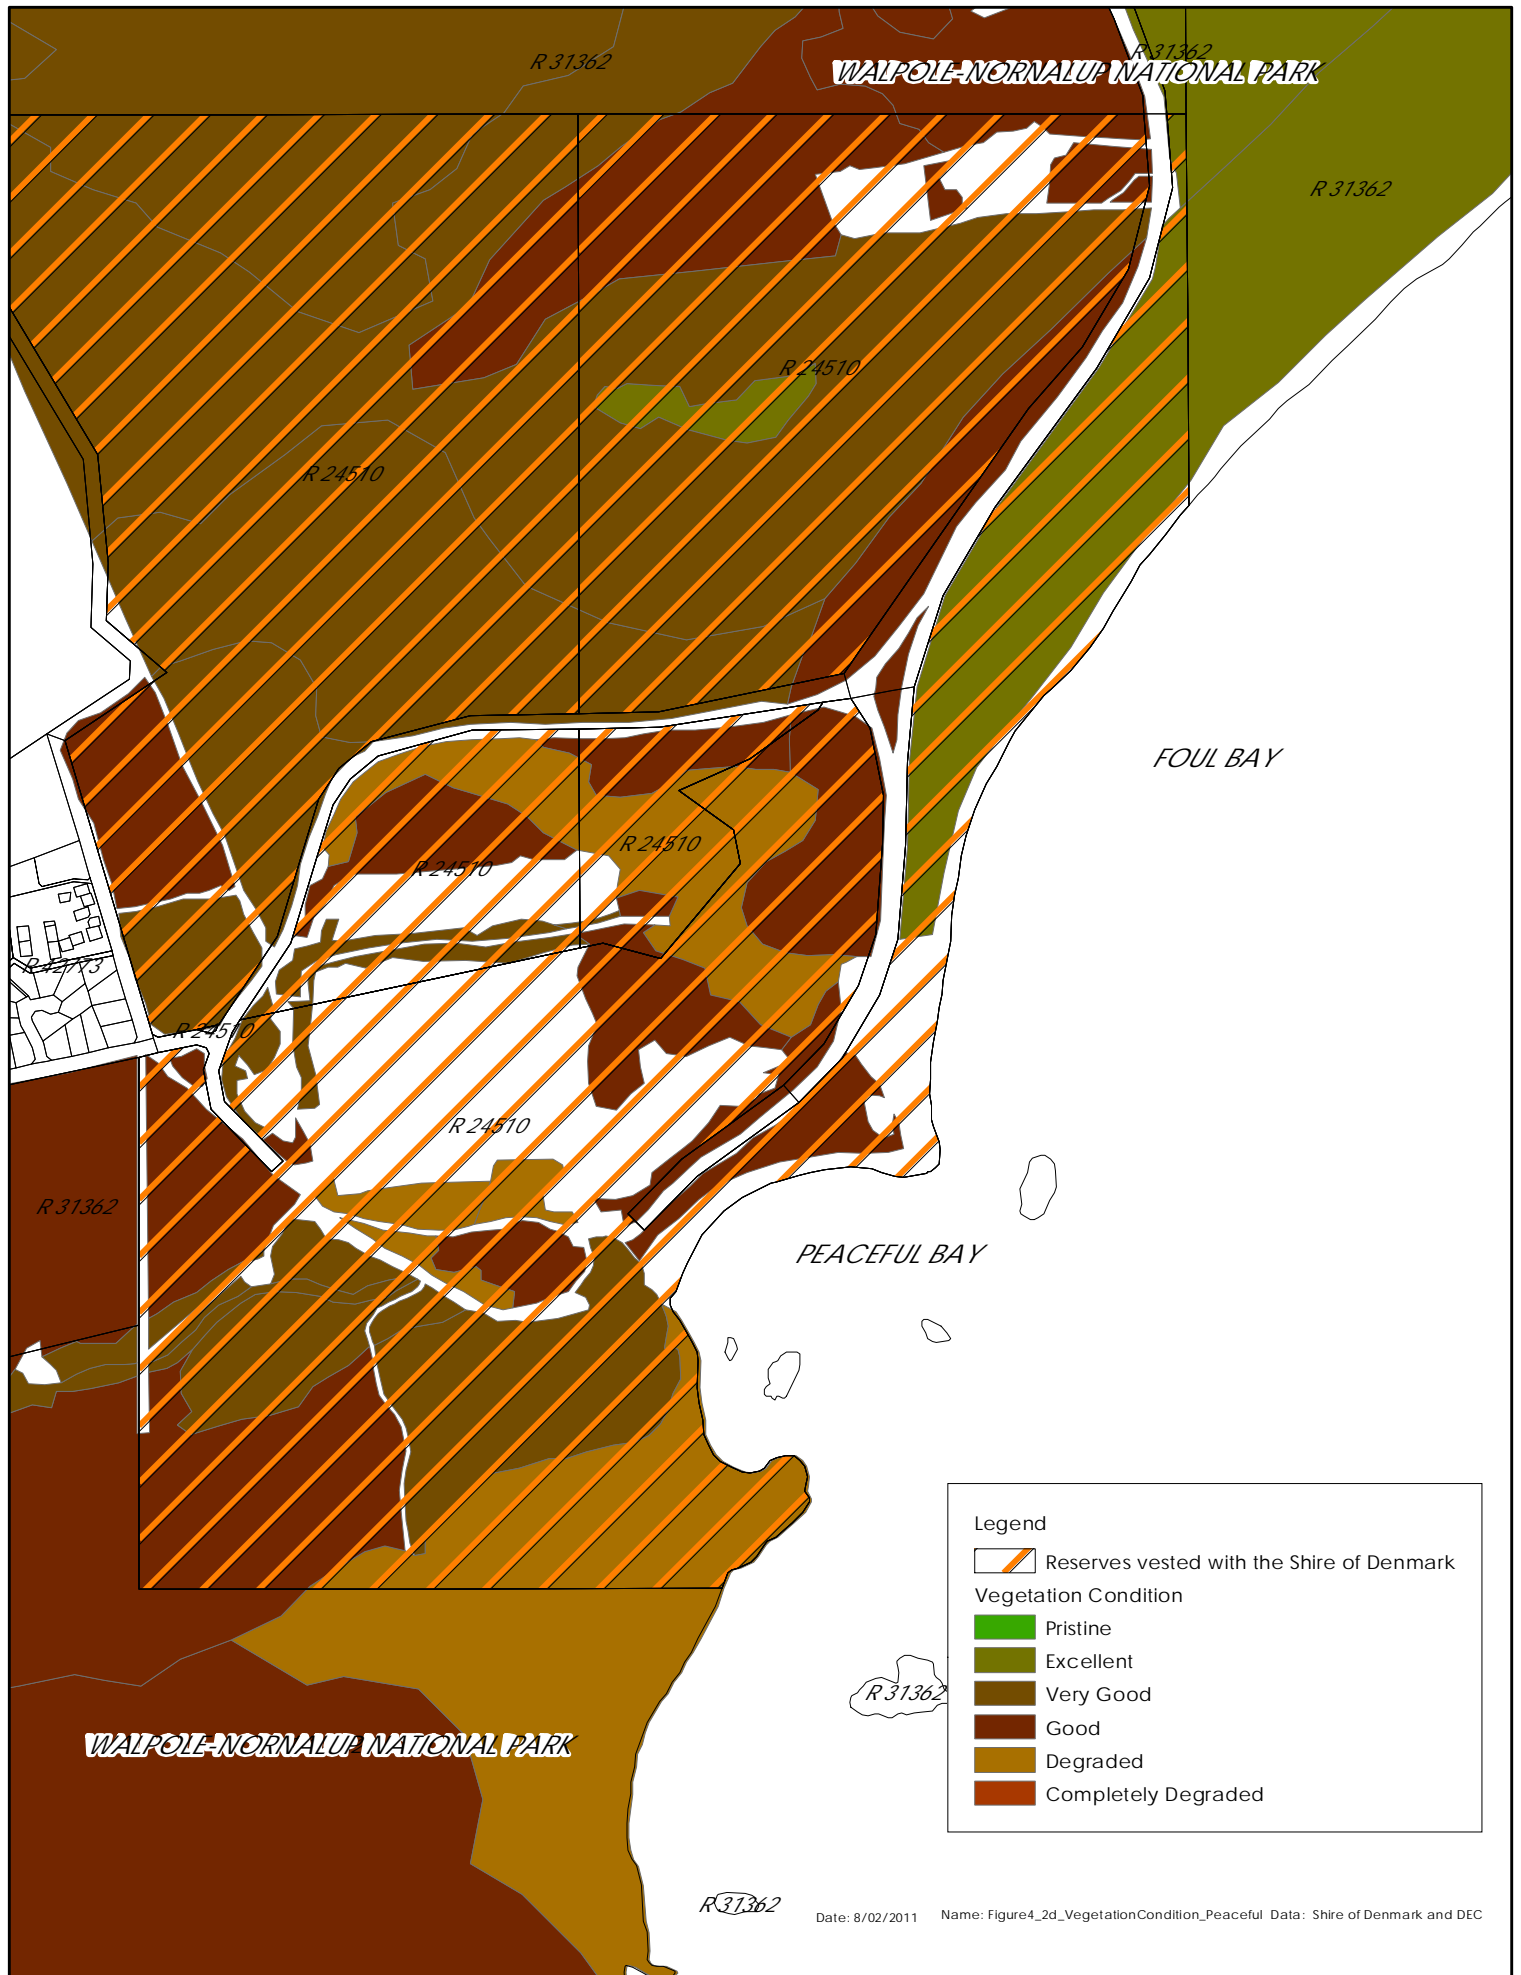 R 31362
R 31362
WALPOLE-NORNALUP NATIONAL PARK
R 31362
R 24510
R 24510
FOUL BAY
R 24510
R 24510
R 42773
R 24510
R 24510
R 31362
PEACEFUL BAY
Legend
Reserves vested with the Shire of Denmark
Vegetation Condition
Pristine
Excellent
Very Good
Good
Degraded
Completely Degraded
R 31362
WALPOLE-NORNALUP NATIONAL PARK
R 31362
Date: 8/02/2011 Name: Figure4_2d_VegetationCondition_Peaceful Data: Shire of Denmark and DEC